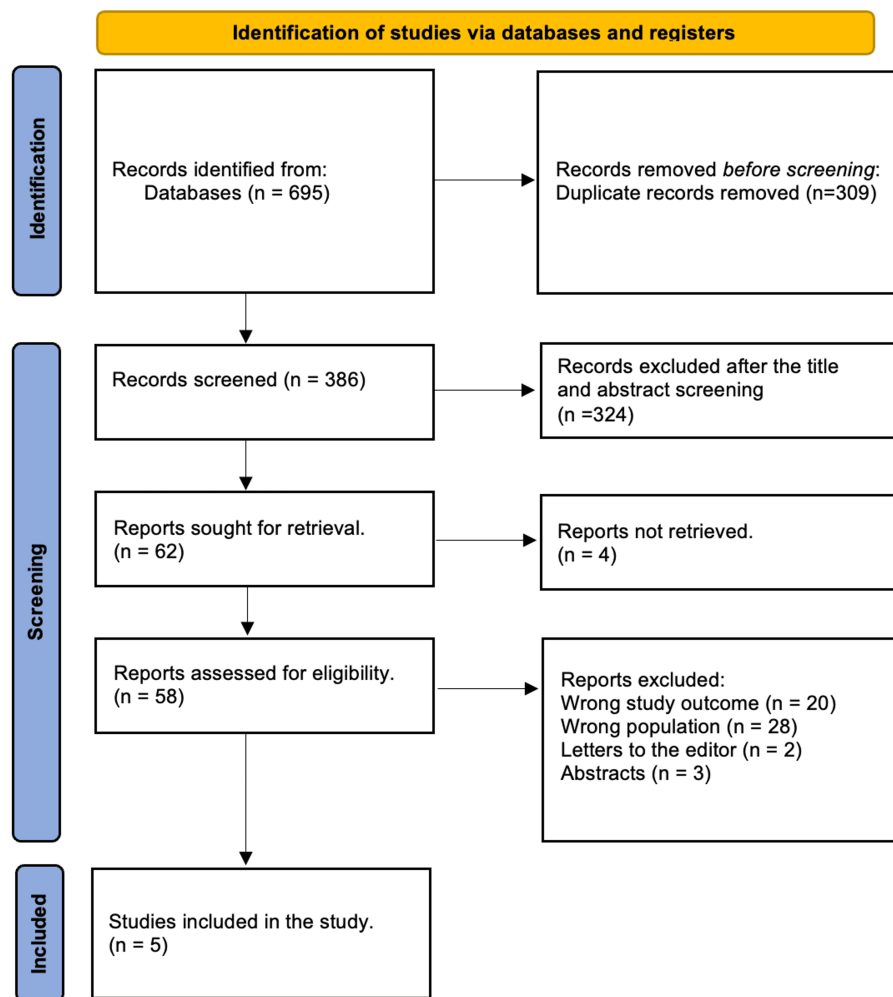 Identification of studies via databases and registers
Identification
Records identified from:
Databases (n = 695)
Records removed before screening:
Duplicate records removed (n=309)
Screening
Records screened (n = 386)
Records excluded after the title
and abstract screening
(n =324)
Reports sought for retrieval.
(n = 62)
Reports not retrieved.
(n = 4)
Reports assessed for eligibility.
(n = 58)
Reports excluded:
Wrong study outcome (n = 20)
Wrong population (n = 28)
Letters to the editor (n = 2)
Abstracts (n = 3)
Included
Studies included in the study.
(n = 5)